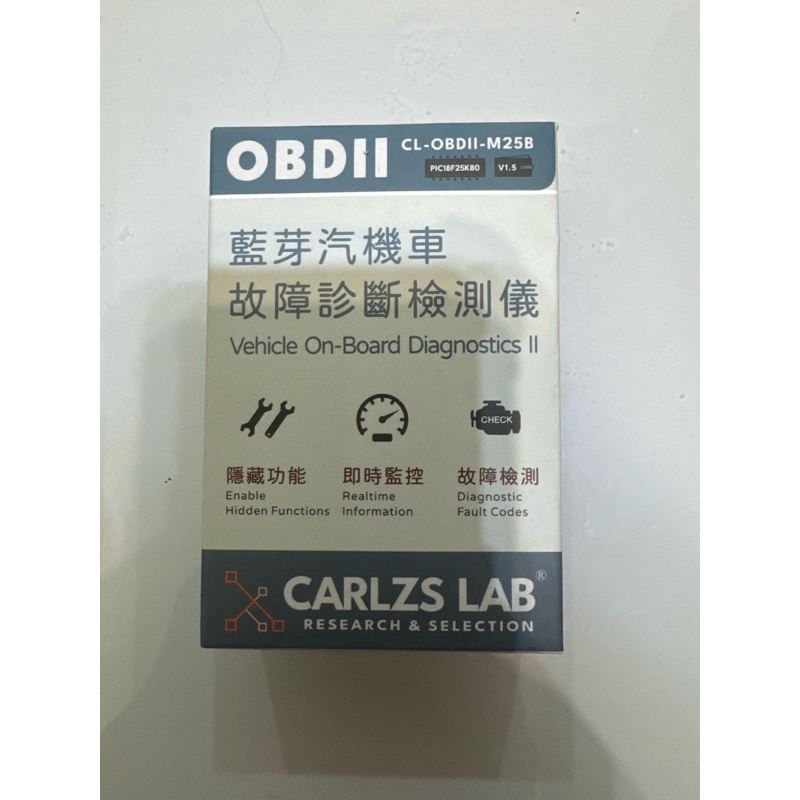 OBDII
CL-OBDII-M25B
PIC18F25K80
V1.5
藍芽汽機車
故障診斷檢測儀
Vehicle On-Board Diagnostics II
CHECK
隱藏功能
Enable
Hidden Functions
即時監控
Realtime
Information
故障檢測
Diagnostic
Fault Codes
CARLZS LAB®
RESEARCH & SELECTION